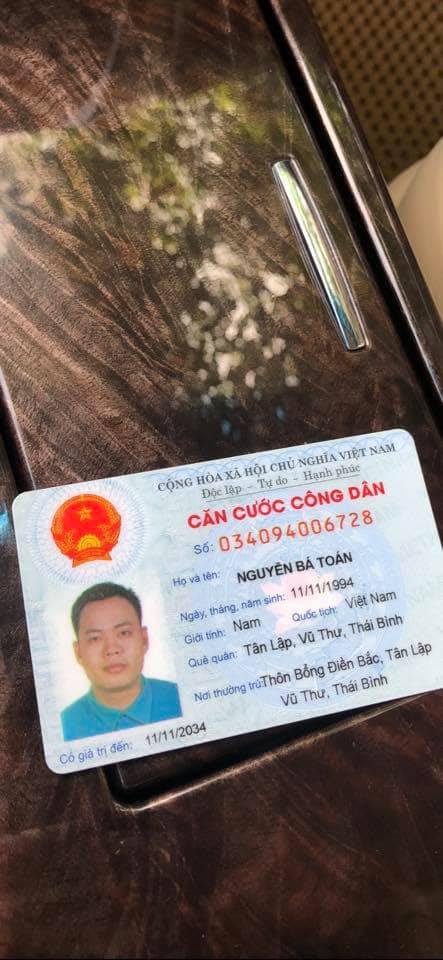 CỘNG HÒA XÃ HỘI CHỦ NGHĨA VIỆT NAM
Độc lập - Tự do - Hạnh phúc
CĂN CƯỚC CÔNG DÂN
Số: 034094006728
Họ và tên: NGUYỄN BÁ TOÁN
Ngày, tháng, năm sinh: 11/11/1994
Giới tính: Nam Quốc tịch: Việt Nam
Quê quán: Tân Lập, Vũ Thư, Thái Bình
Nơi thường trú: Thôn Bổng Điền Bắc, Tân Lập
Vũ Thư, Thái Bình
Có giá trị đến: 11/11/2034